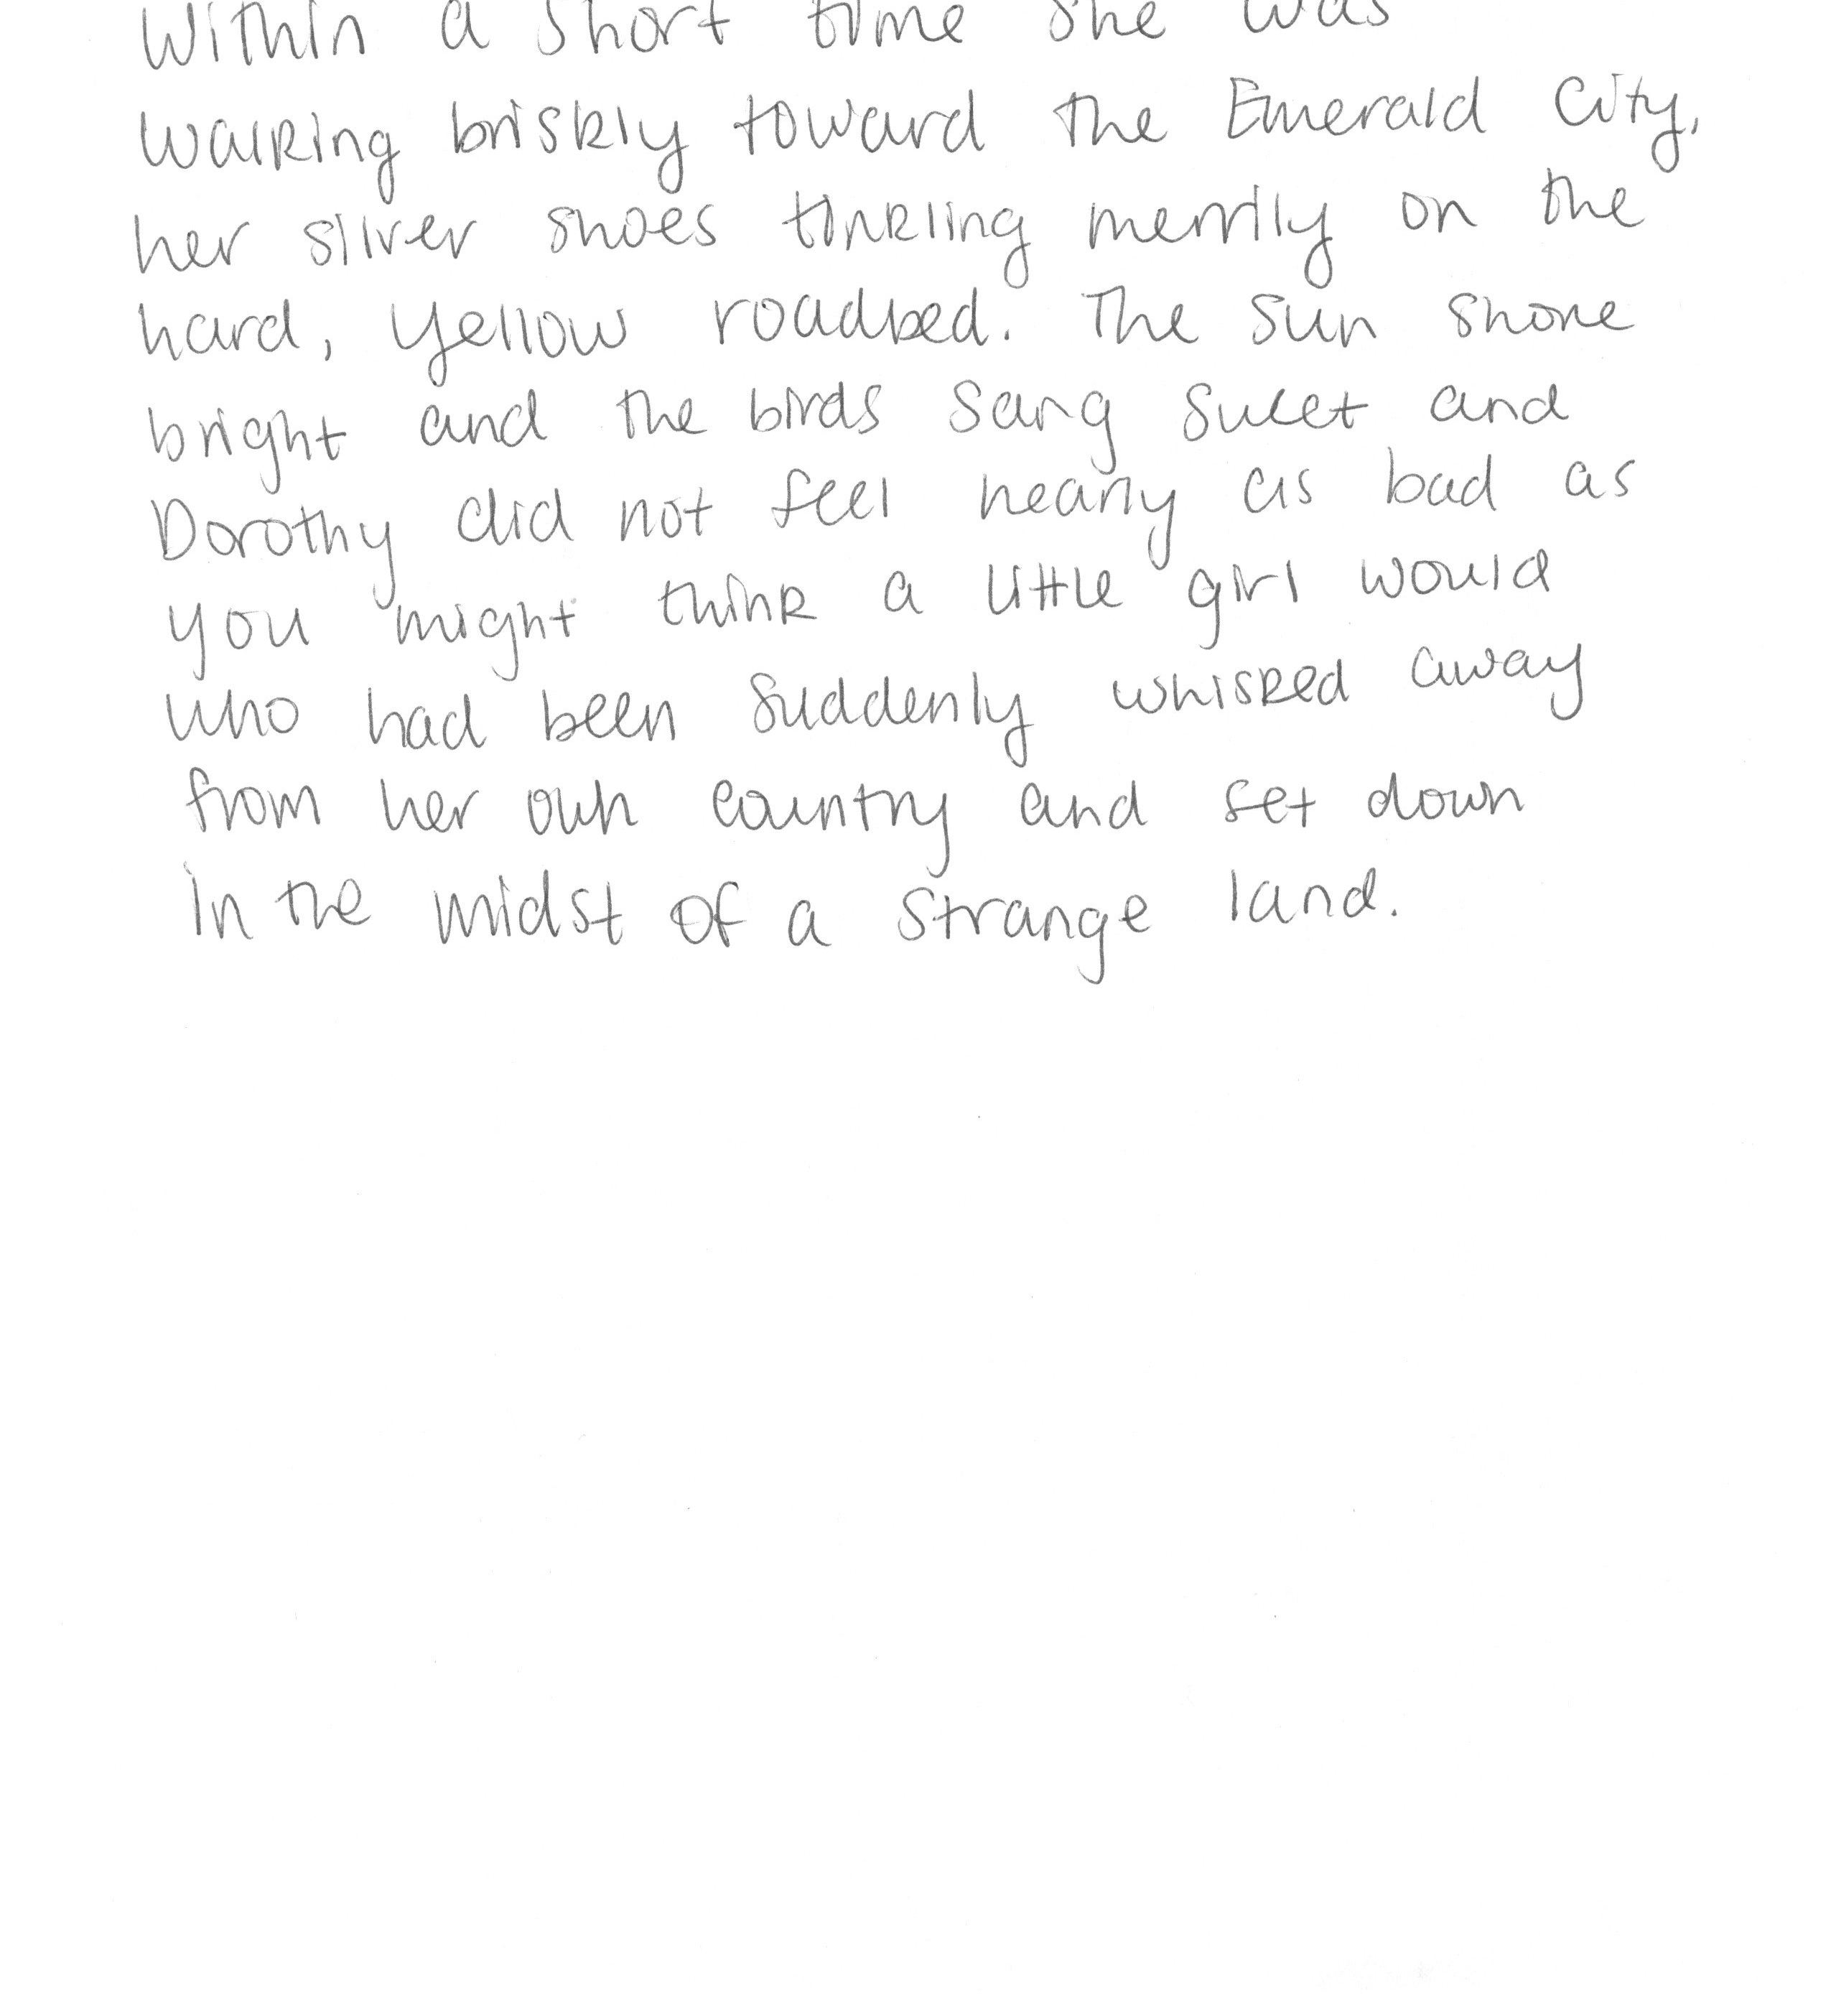 Within a short time she was
walking briskly toward the Emerald City,
her silver shoes tinkling merrily on the
hard, yellow roadbed. The sun shone
bright and the birds sang sweet and
Dorothy did not feel nearly as bad as
you might think a little girl would
who had been suddenly whisked away
from her own country and set down
in the midst of a strange land.